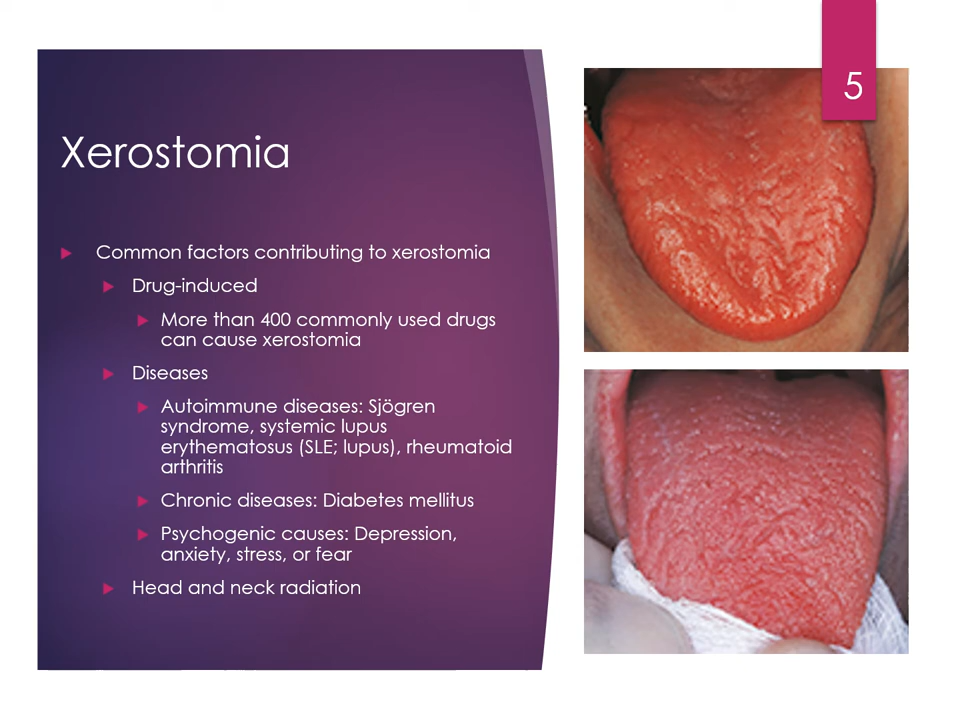 5
Xerostomia
Common factors contributing to xerostomia
Drug-induced
More than 400 commonly used drugs
can cause xerostomia
Diseases
Autoimmune diseases: Sjögren
syndrome, systemic lupus
erythematosus (SLE; lupus), rheumatoid
arthritis
Chronic diseases: Diabetes mellitus
Psychogenic causes: Depression,
anxiety, stress, or fear
Head and neck radiation